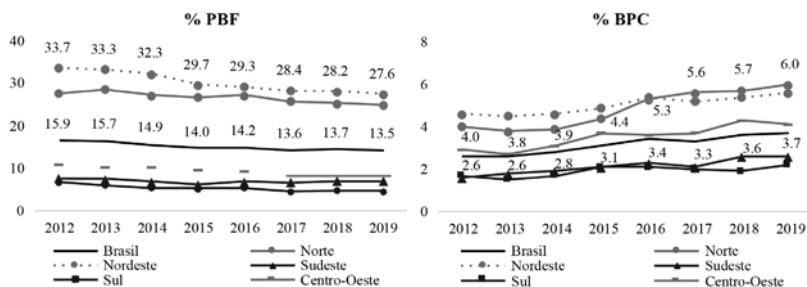 % PBF
40
30
20
10
0
33.7 33.3 32.3 29.7 29.3 28.4 28.2 27.6
15.9 15.7 14.9 14.0 14.2 13.6 13.7 13.5
2012 2013 2014 2015 2016 2017 2018 2019
Brasil Norte
Nordeste Sudeste
Sul Centro-Oeste
% BPC
8
6
4
2
0
4.0 3.8 3.9 4.4 5.3 5.6 5.7 6.0
2.6 2.6 2.8 3.1 3.4 3.3 3.6 3.7
2012 2013 2014 2015 2016 2017 2018 2019
Brasil Norte
Nordeste Sudeste
Sul Centro-Oeste